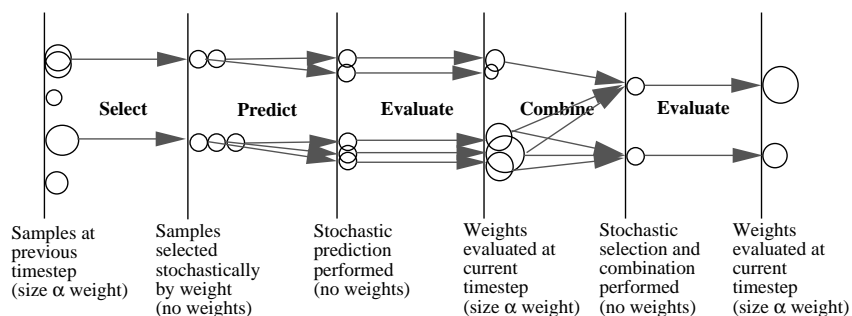 Select
Predict
Evaluate
Combine
Evaluate
Samples at
previous
timestep
(size α weight)
Samples
selected
stochastically
by weight
(no weights)
Stochastic
prediction
performed
(no weights)
Weights
evaluated at
current
timestep
(size α weight)
Stochastic
selection and
combination
performed
(no weights)
Weights
evaluated at
current
timestep
(size α weight)